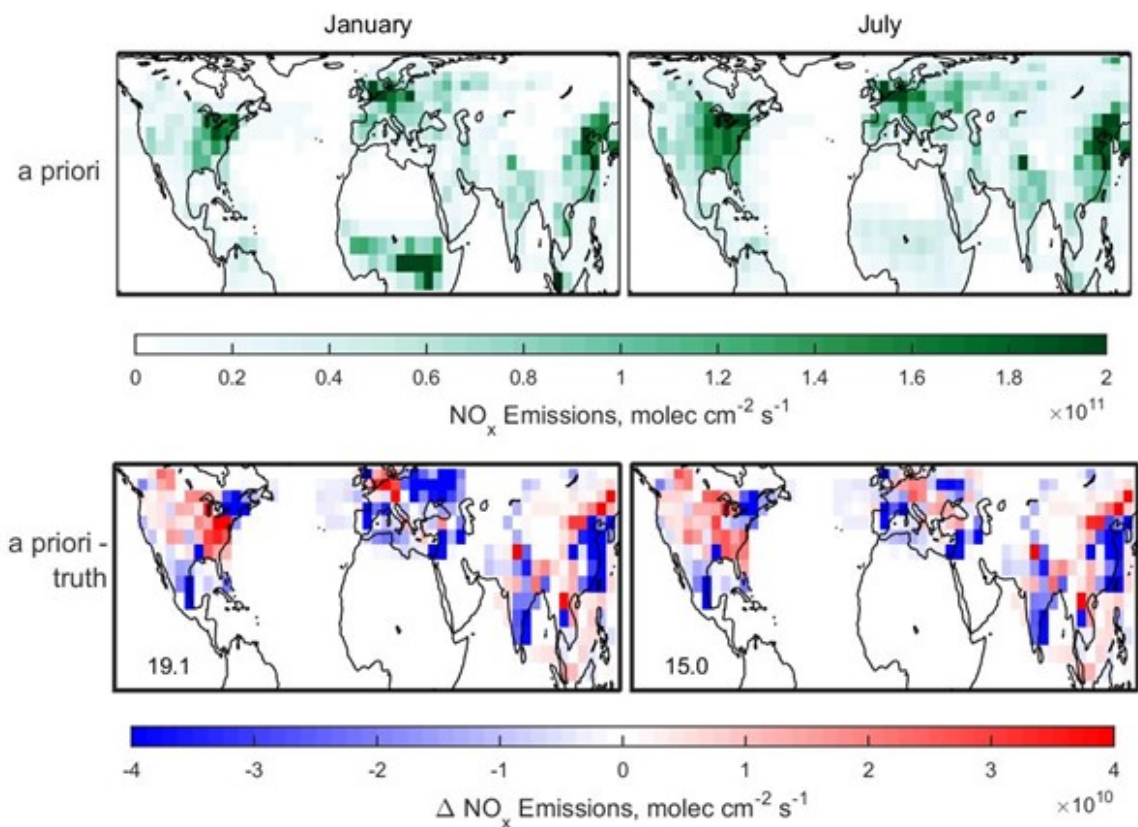 January July
a priori
0 0.2 0.4 0.6 0.8 1 1.2 1.4 1.6 1.8 2
NOₓ Emissions, molec cm⁻² s⁻¹ ×10¹¹
a priori -
truth
19.1 15.0
-4 -3 -2 -1 0 1 2 3 4
Δ NOₓ Emissions, molec cm⁻² s⁻¹ ×10¹⁰